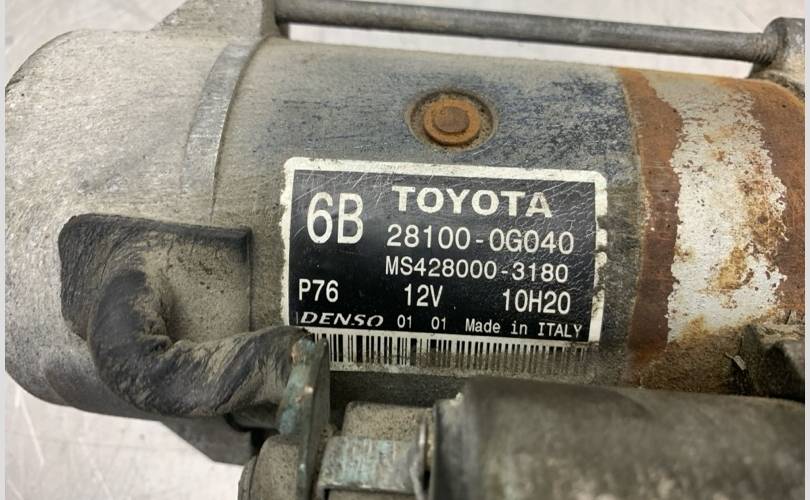 6B TOYOTA
28100-0G040
MS428000-3180
P76 12V 10H20
DENSO 01 01 Made in ITALY